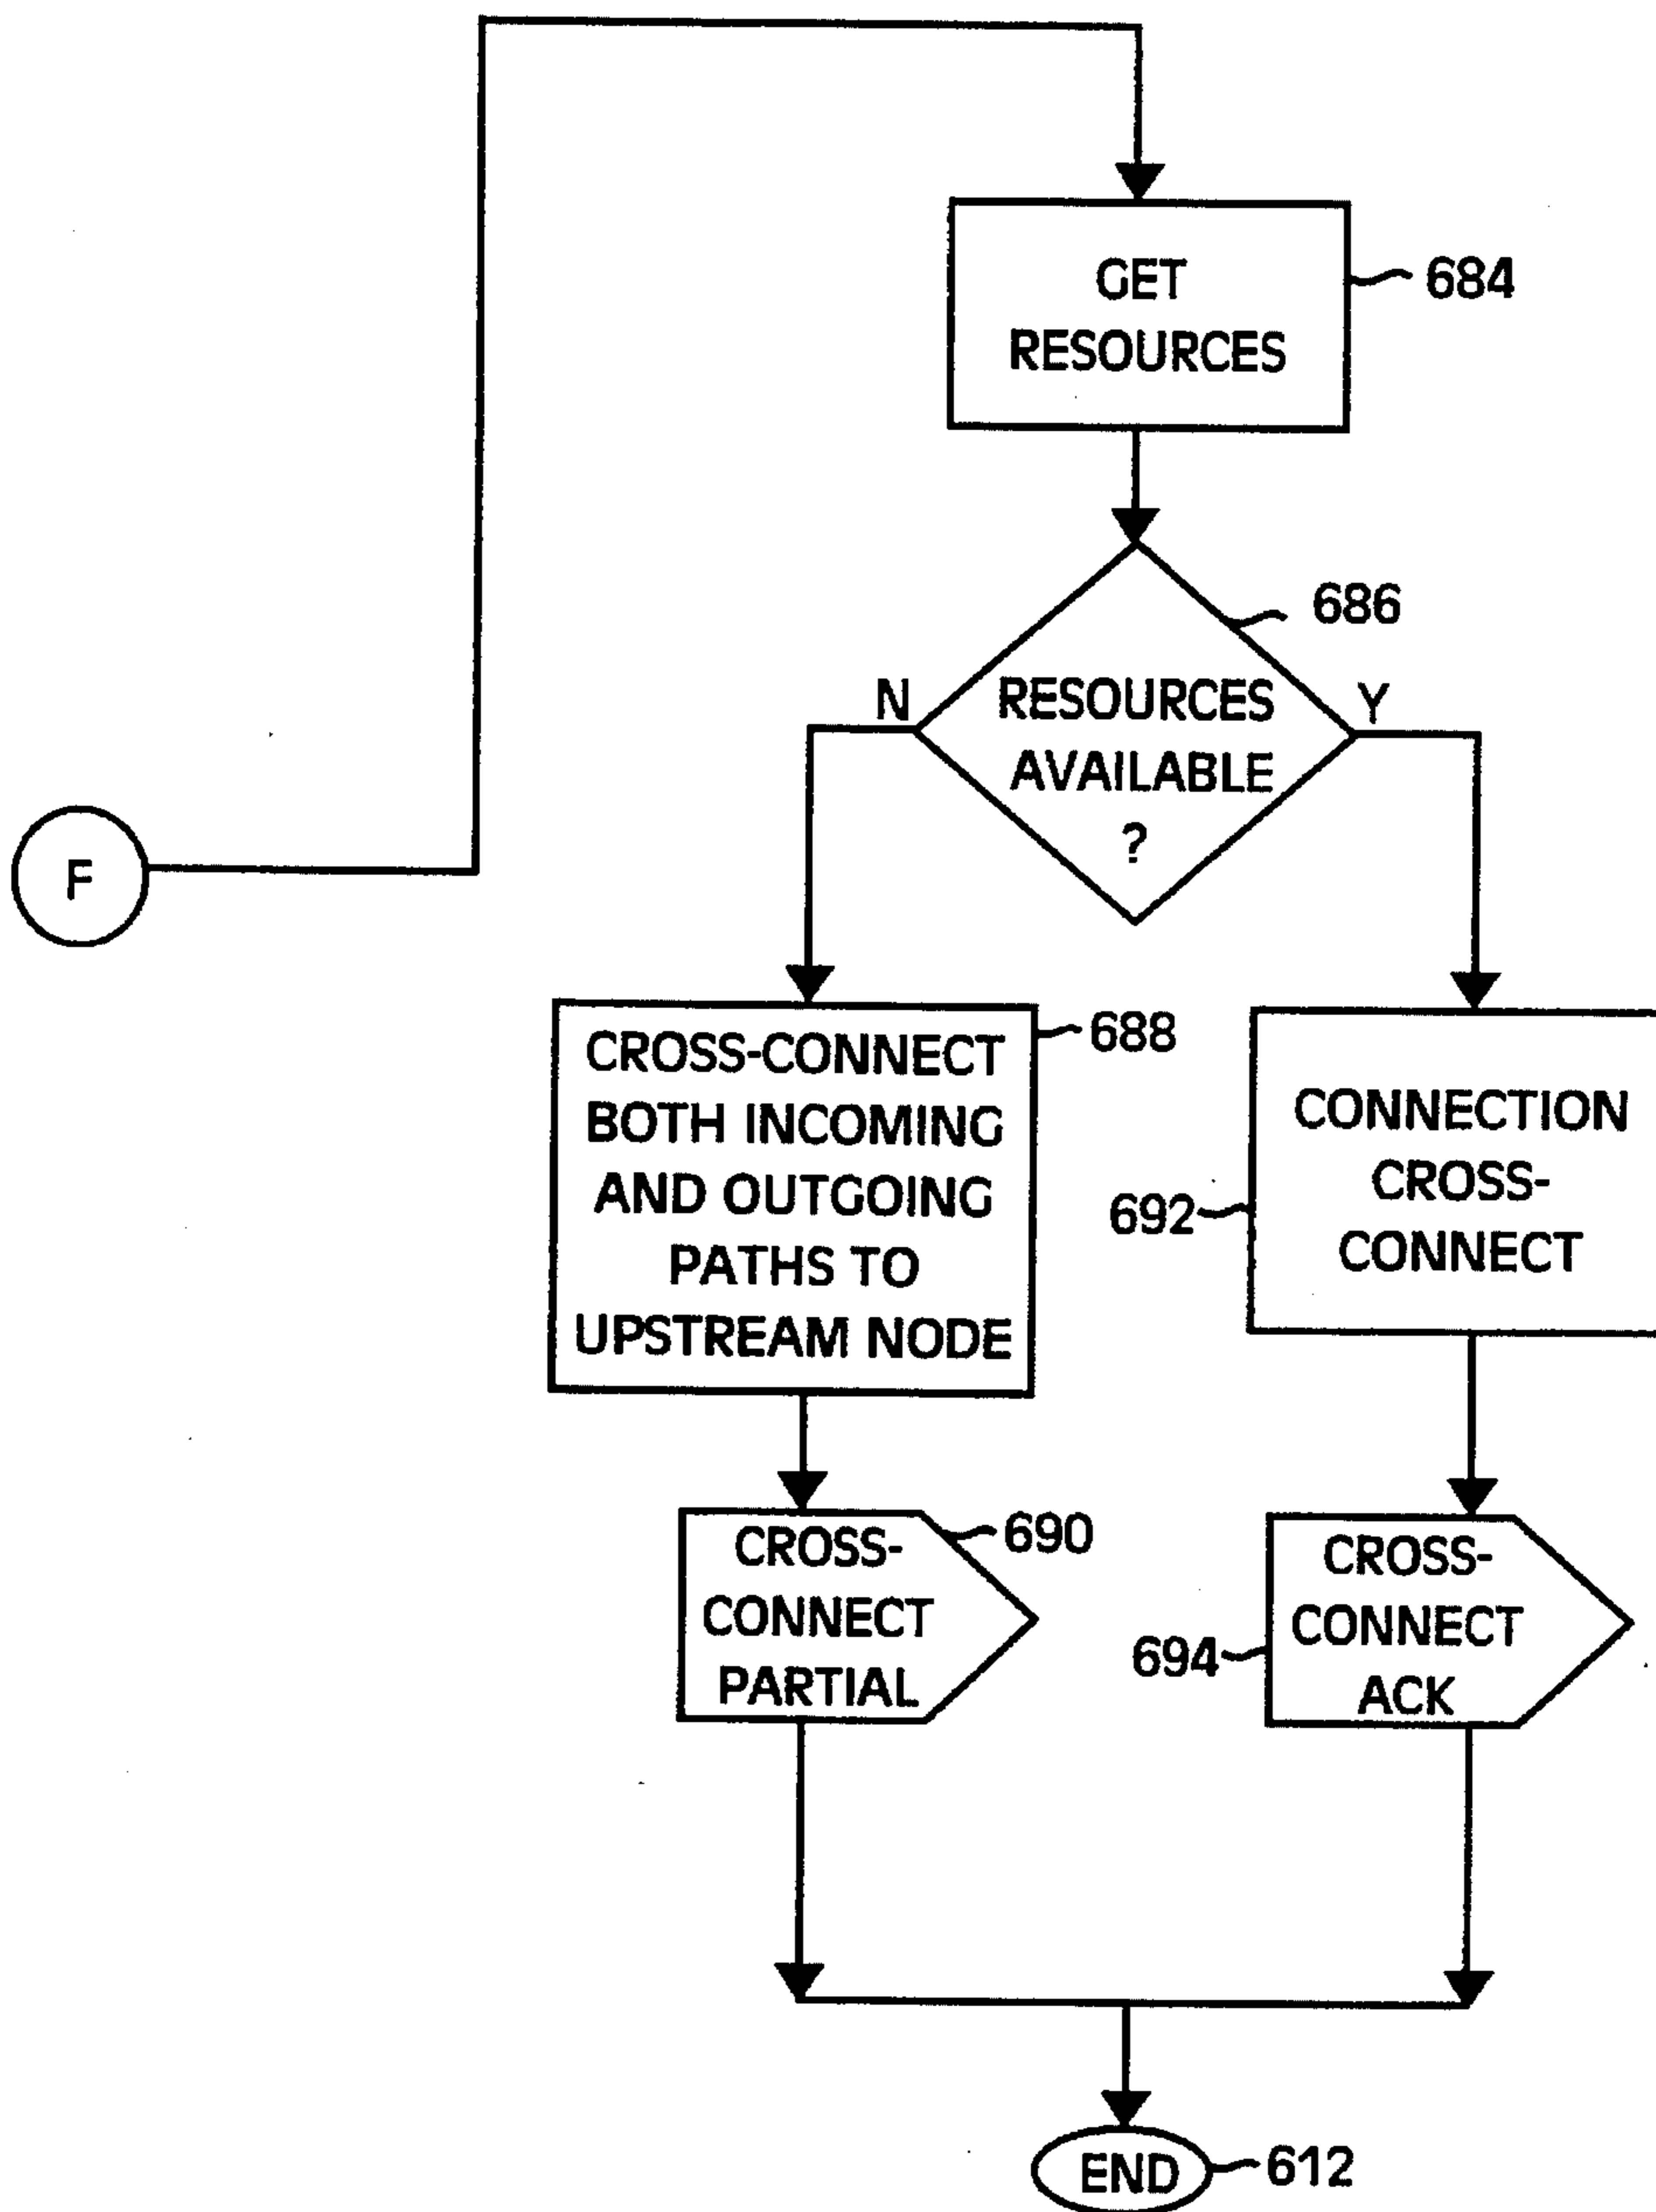 GET
RESOURCES
684
686
N
RESOURCES
AVAILABLE
?
Y
F
CROSS-CONNECT
BOTH INCOMING
AND OUTGOING
PATHS TO
UPSTREAM NODE
688
CONNECTION
CROSS-
CONNECT
692
CROSS-
CONNECT
PARTIAL
690
CROSS-
CONNECT
ACK
694
END
612